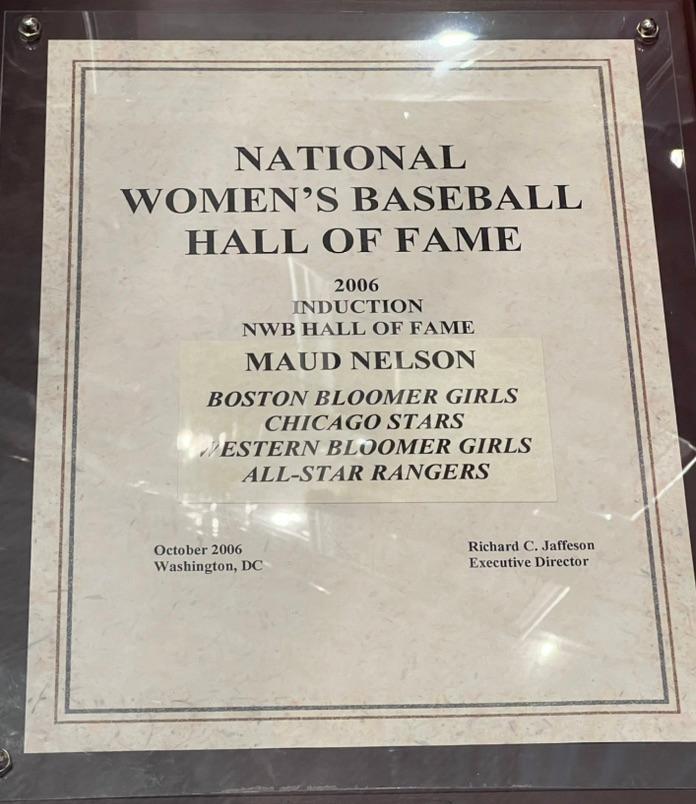 NATIONAL
WOMEN'S BASEBALL
HALL OF FAME
2006
INDUCTION
NWB HALL OF FAME
MAUD NELSON
BOSTON BLOOMER GIRLS
CHICAGO STARS
WESTERN BLOOMER GIRLS
ALL-STAR RANGERS
October 2006
Washington, DC
Richard C. Jaffeson
Executive Director